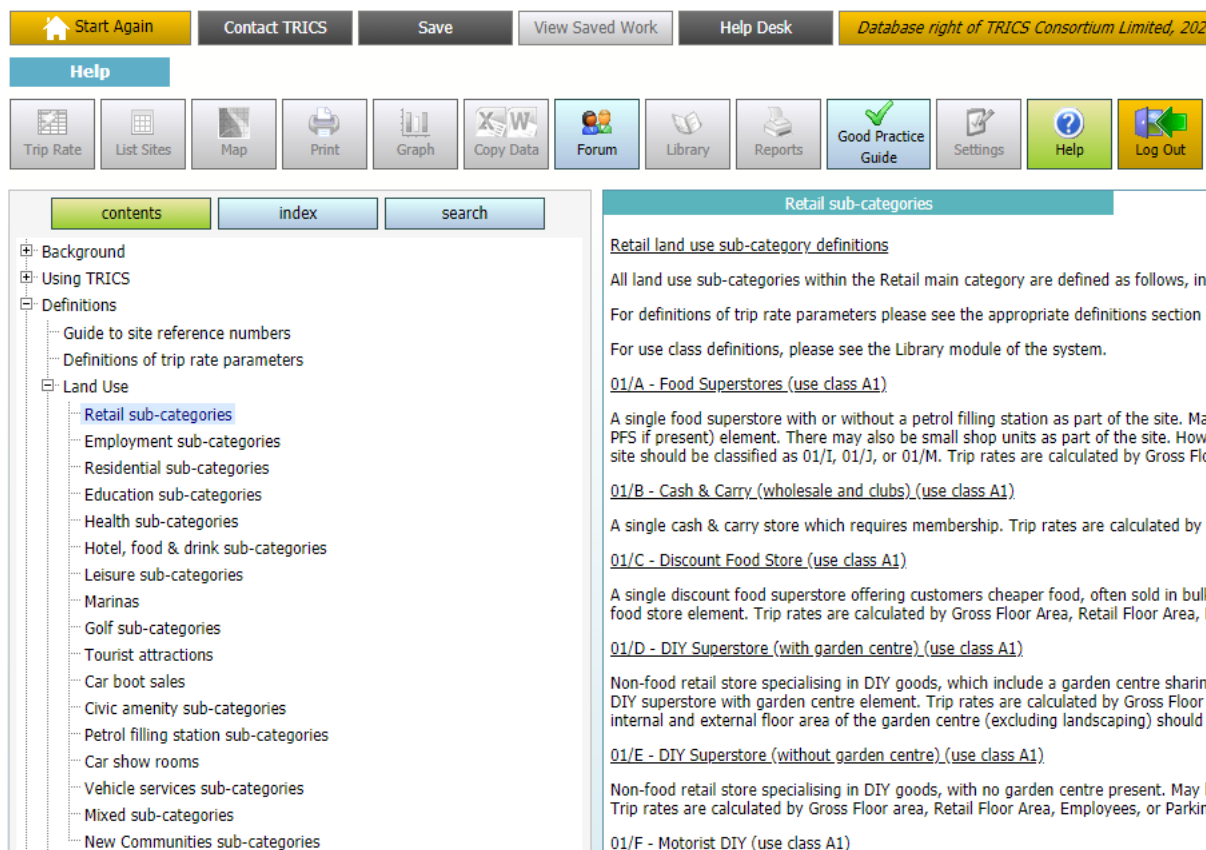 Start Again
Contact TRICS
Save
View Saved Work
Help Desk
Database right of TRICS Consortium Limited, 202
Help
Trip Rate
List Sites
Map
Print
Graph
Copy Data
Forum
Library
Reports
Good Practice
Guide
Settings
Help
Log Out
contents
index
search
Background
Using TRICS
Definitions
Guide to site reference numbers
Definitions of trip rate parameters
Land Use
Retail sub-categories
Employment sub-categories
Residential sub-categories
Education sub-categories
Health sub-categories
Hotel, food & drink sub-categories
Leisure sub-categories
Marinas
Golf sub-categories
Tourist attractions
Car boot sales
Civic amenity sub-categories
Petrol filling station sub-categories
Car show rooms
Vehicle services sub-categories
Mixed sub-categories
New Communities sub-categories
Retail sub-categories
Retail land use sub-category definitions
All land use sub-categories within the Retail main category are defined as follows, in
For definitions of trip rate parameters please see the appropriate definitions section
For use class definitions, please see the Library module of the system.
01/A - Food Superstores (use class A1)
A single food superstore with or without a petrol filling station as part of the site. Ma
PFS if present) element. There may also be small shop units as part of the site. How
site should be classified as 01/I, 01/J, or 01/M. Trip rates are calculated by Gross Flo
01/B - Cash & Carry (wholesale and clubs) (use class A1)
A single cash & carry store which requires membership. Trip rates are calculated by
01/C - Discount Food Store (use class A1)
A single discount food superstore offering customers cheaper food, often sold in bul
food store element. Trip rates are calculated by Gross Floor Area, Retail Floor Area,
01/D - DIY Superstore (with garden centre) (use class A1)
Non-food retail store specialising in DIY goods, which include a garden centre sharin
DIY superstore with garden centre element. Trip rates are calculated by Gross Floor
internal and external floor area of the garden centre (excluding landscaping) should
01/E - DIY Superstore (without garden centre) (use class A1)
Non-food retail store specialising in DIY goods, with no garden centre present. May
Trip rates are calculated by Gross Floor area, Retail Floor Area, Employees, or Parkin
01/F - Motorist DIY (use class A1)